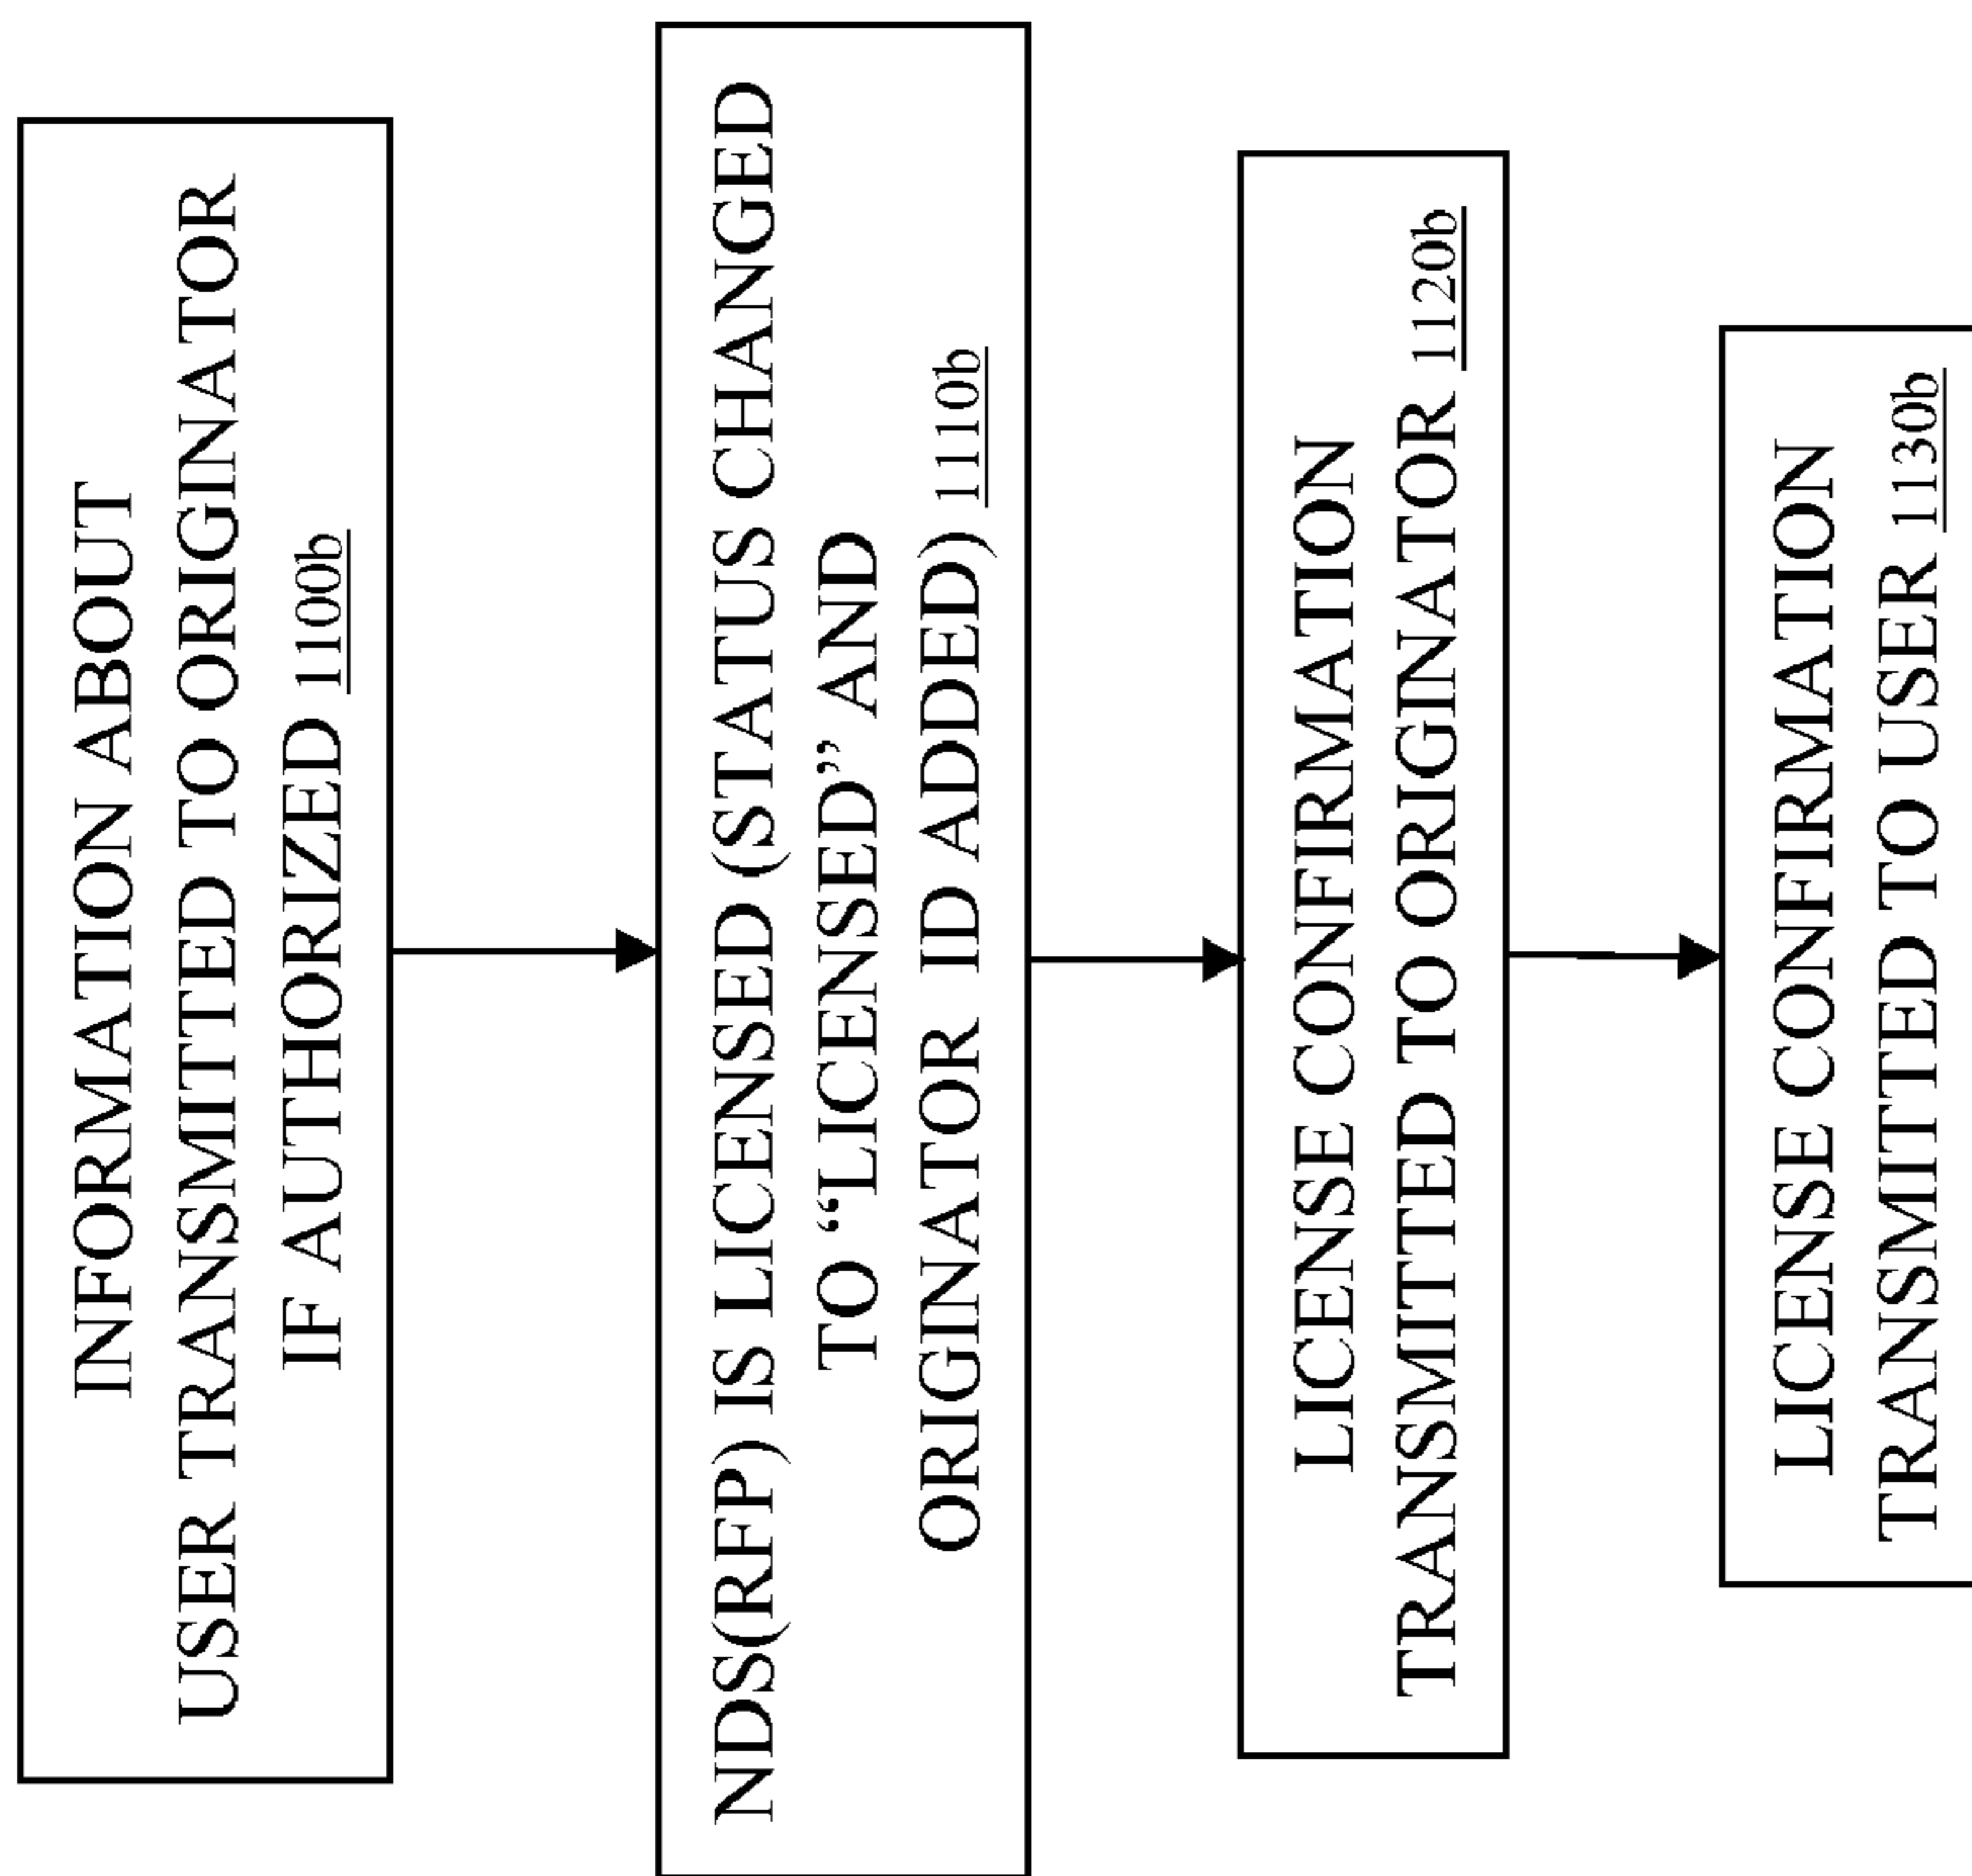 INFORMATION ABOUT
USER TRANSMITTED TO ORIGINATOR
IF AUTHORIZED 1100b
NDS(RFP) IS LICENSED (STATUS CHANGED
TO “LICENSED” AND
ORIGINATOR ID ADDED) 1110b
LICENSE CONFIRMATION
TRANSMITTED TO ORIGINATOR 1120b
LICENSE CONFIRMATION
TRANSMITTED TO USER 1130b